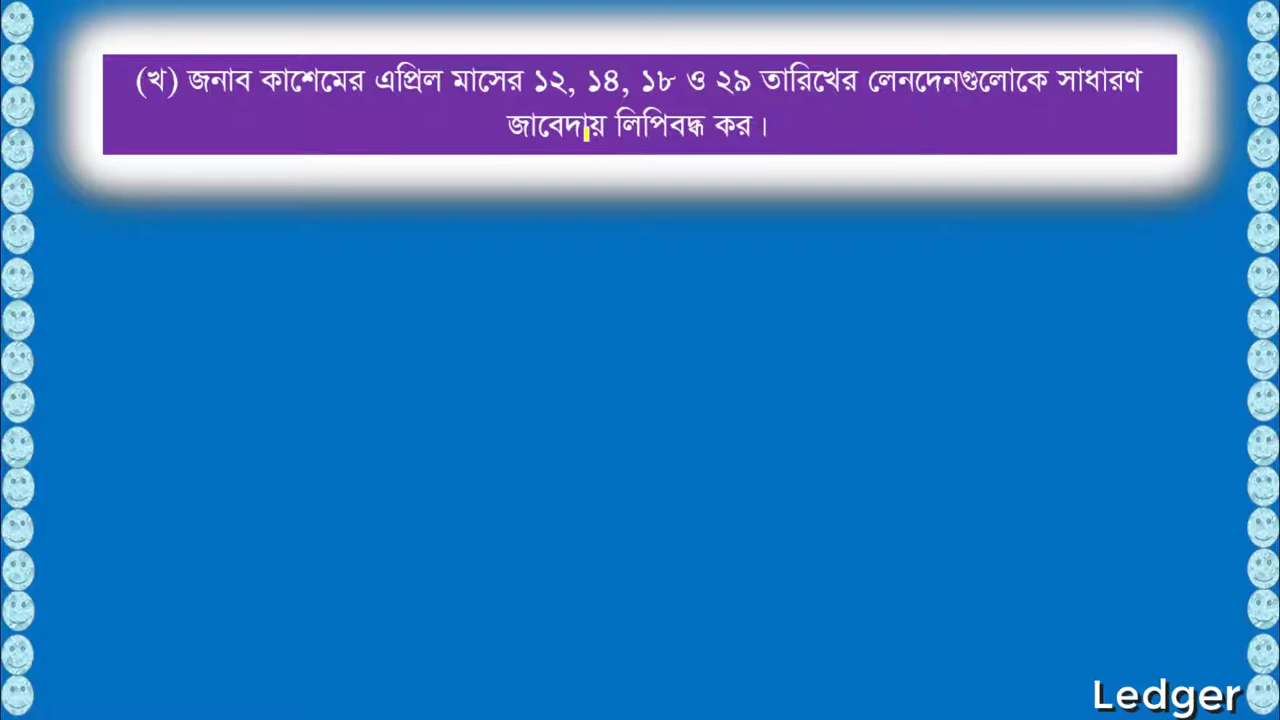 (খ) জনাব কাশেমের এপ্রিল মাসের ১২, ১৪, ১৮ ও ২৯ তারিখের লেনদেনগুলোকে সাধারণ
জাবেদায় লিপিবদ্ধ কর।
Ledger